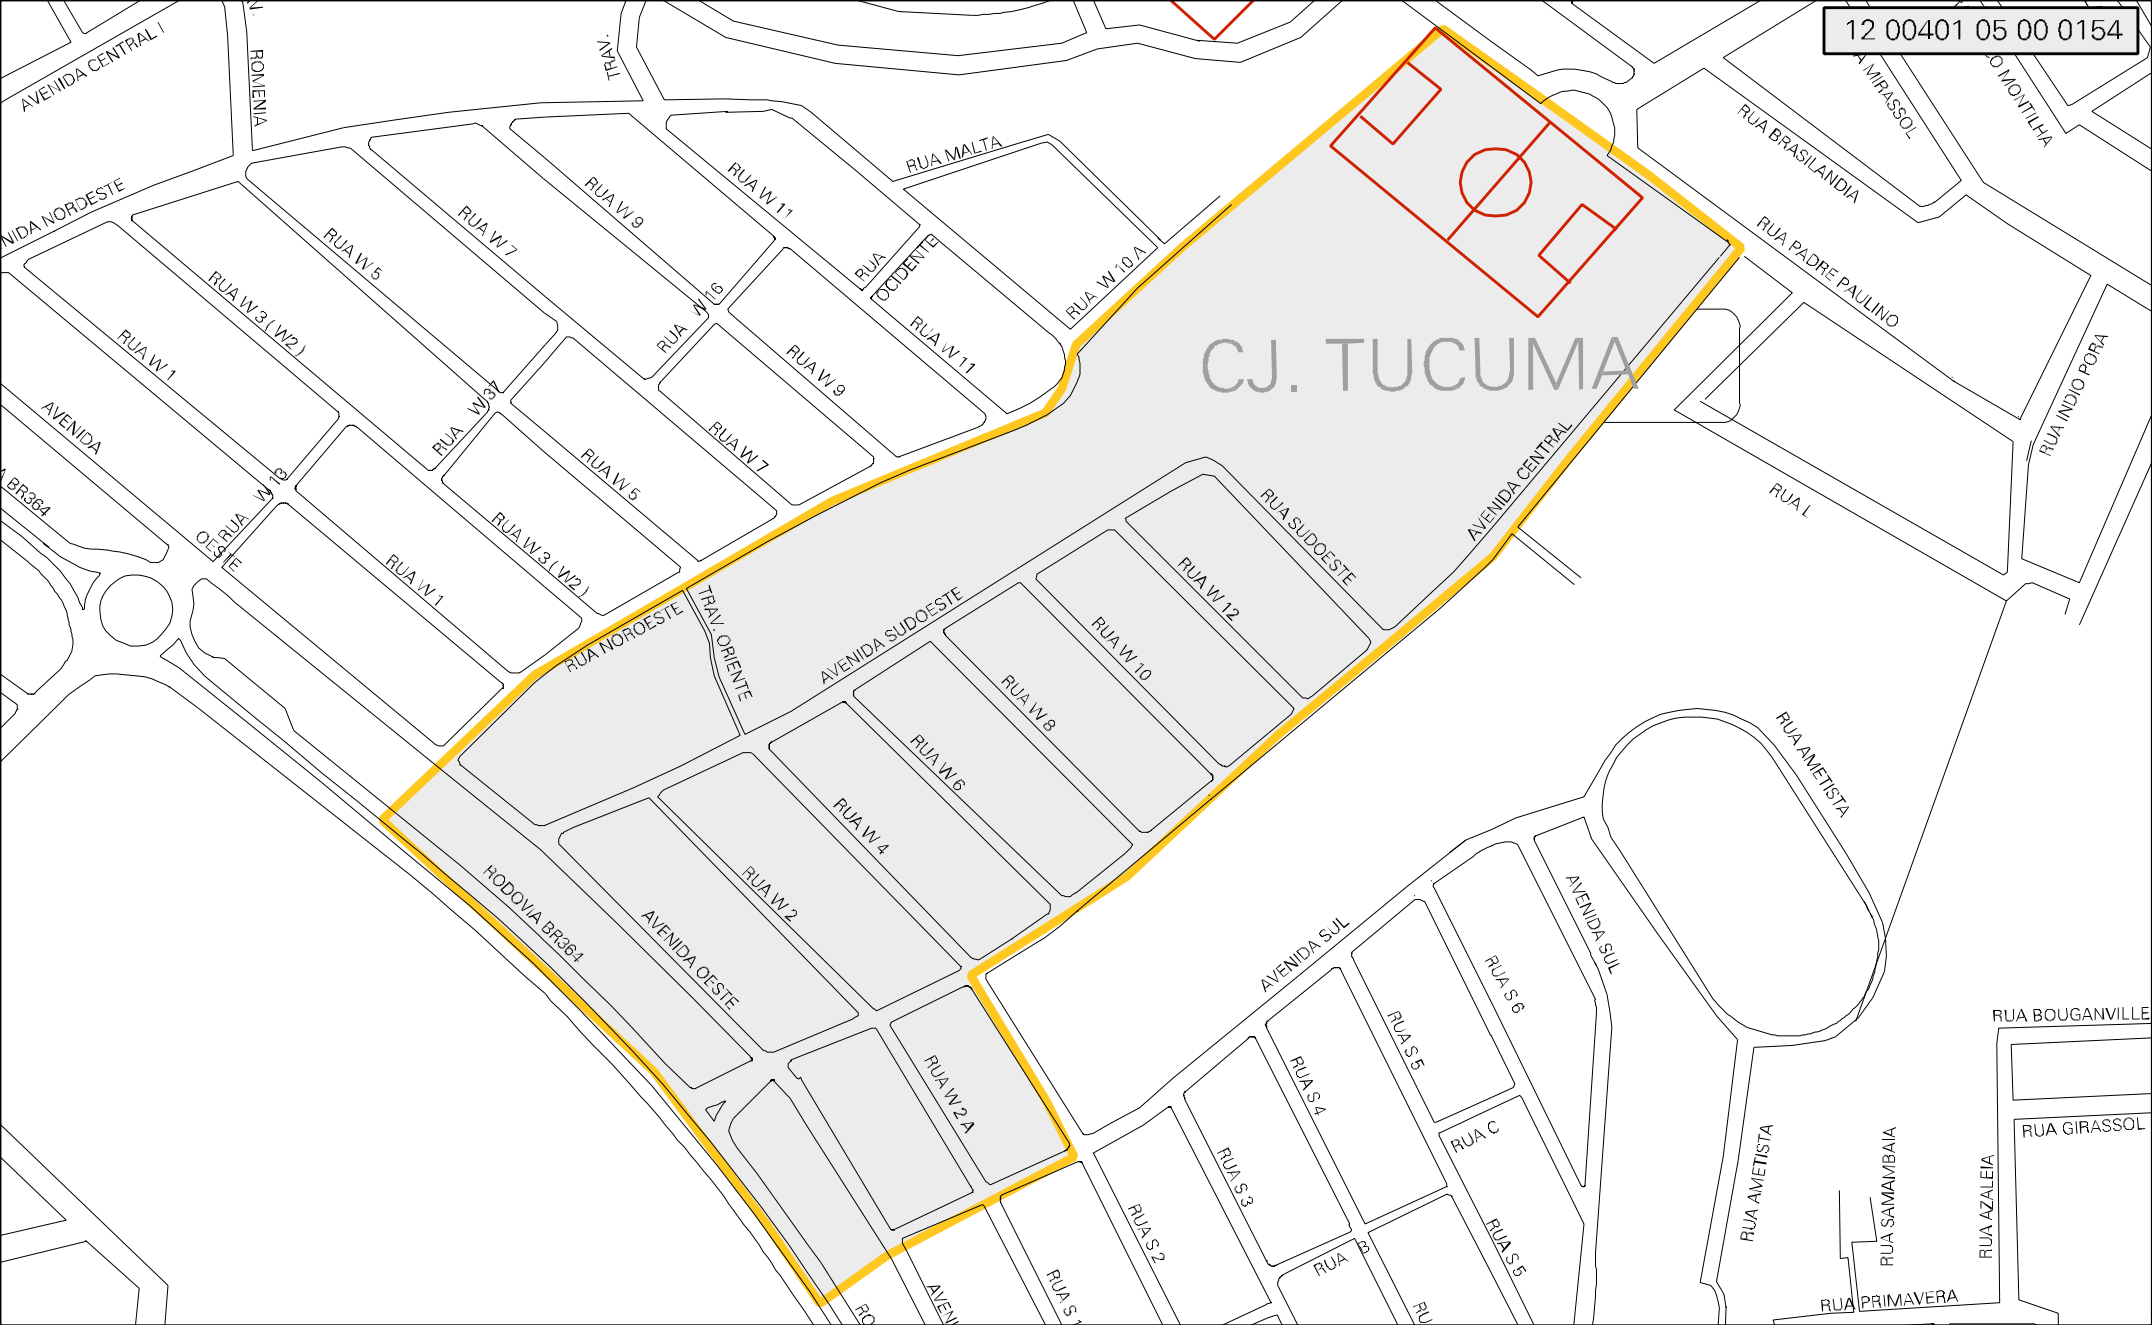 12 00401 05 00 0154
AVENIDA CENTRAL I
ROMENIA
TRAV.
RUA MALTA
MIRASSOL
MONTILHA
RUA BRASILANDIA
RUA PADRE PAULINO
NIDA NORDESTE
RUA W 11
RUA W 9
RUA W 7
RUA W 5
RUA W 3 ( W2 )
RUA W 1
RUA
OCIDENTE
RUA W 10 A
RUA W 16
RUA W 11
RUA W 9
RUA W 7
RUA W 37
RUA W 5
RUA W 3 ( W2 )
RUA W 1
AVENIDA
OESTE
BR364
RUA W 13
CJ. TUCUMA
RUA INDIO PORA
RUA L
AVENIDA CENTRAL
RUA SUDOESTE
RUA W 12
RUA W 10
RUA W 8
RUA W 6
RUA W 4
RUA W 2
AVENIDA SUDOESTE
TRAV. ORIENTE
RUA NOROESTE
RODOVIA BR364
AVENIDA OESTE
RUA W 2 A
RUA AMETISTA
AVENIDA SUL
AVENIDA SUL
RUA S 6
RUA S 5
RUA S 4
RUA C
RUA S 3
RUA S 2
RUA B
RUA S 5
RUA S 1
AVENI
RO
RU
RUA AMETISTA
RUA SAMAMBAIA
RUA AZALEIA
RUA BOUGANVILLE
RUA GIRASSOL
RUA PRIMAVERA